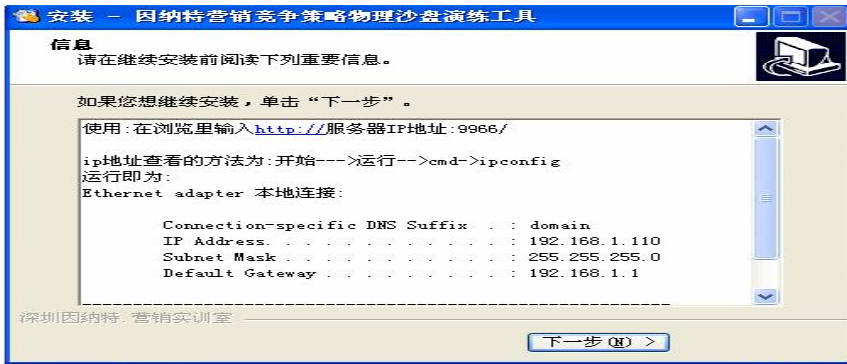 安装 - 因纳特营销竞争策略物理沙盘演练工具
信息
请在继续安装前阅读下列重要信息。
如果您想继续安装，单击“下一步”。
使用:在浏览里输入http://服务器IP地址:9966/
ip地址查看的方法为:开始--->运行-->cmd->ipconfig
运行即为:
Ethernet adapter 本地连接:
Connection-specific DNS Suffix . : domain
IP Address. . . . . . . . . . . . : 192.168.1.110
Subnet Mask . . . . . . . . . . . : 255.255.255.0
Default Gateway . . . . . . . . . : 192.168.1.1
--------------------------------------------------------------
深圳因纳特.营销实训室
下一步(N) >